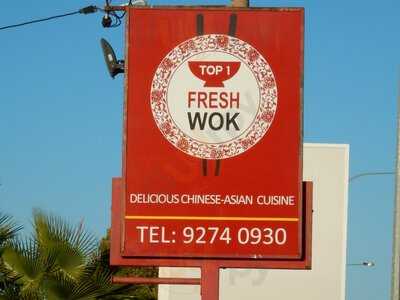 TOP 1
FRESH
WOK
DELICIOUS CHINESE-ASIAN CUISINE
TEL: 9274 0930